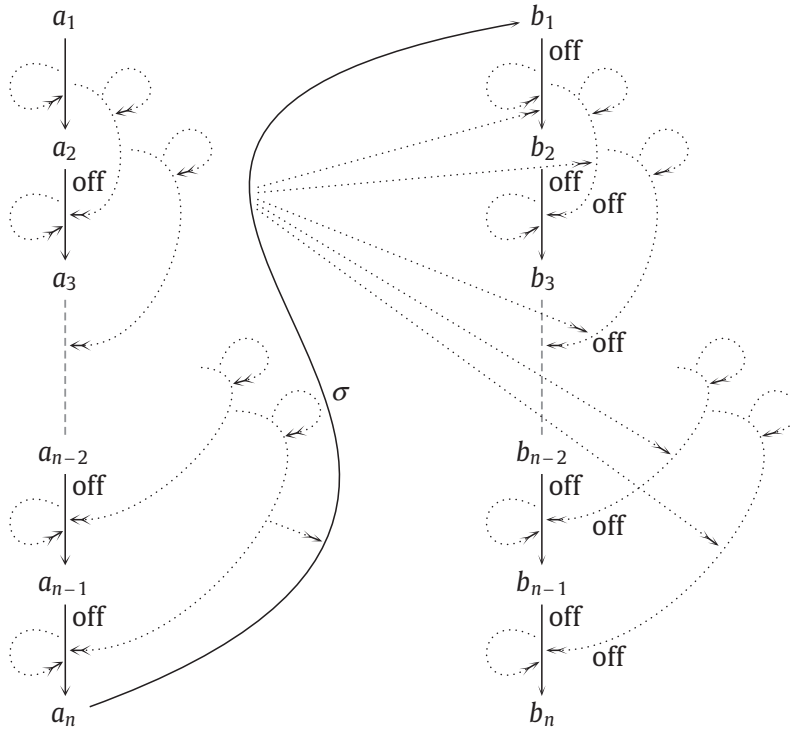 a₁ b₁
off
a₂ b₂
off off
off
a₃ b₃
off
σ
aₙ₋₂ bₙ₋₂
off off
off
aₙ₋₁ bₙ₋₁
off off
off
aₙ bₙ